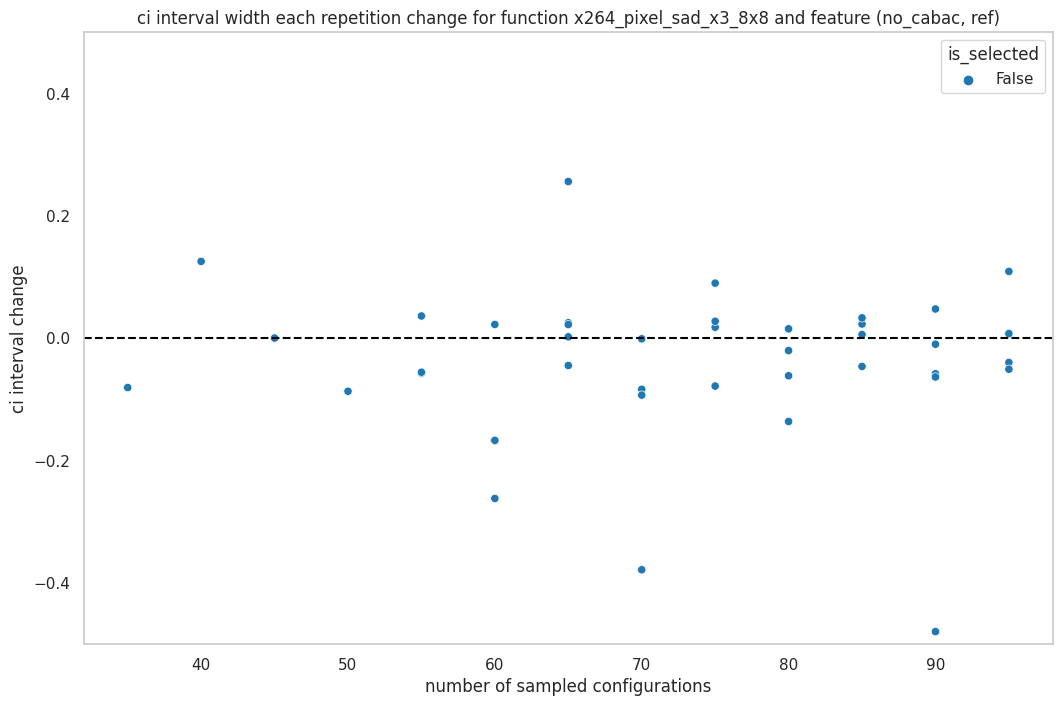 ci interval width each repetition change for function x264_pixel_sad_x3_8x8 and feature (no_cabac, ref)
is_selected
False
0.4
0.2
0.0
−0.2
−0.4
ci interval change
40 50 60 70 80 90
number of sampled configurations